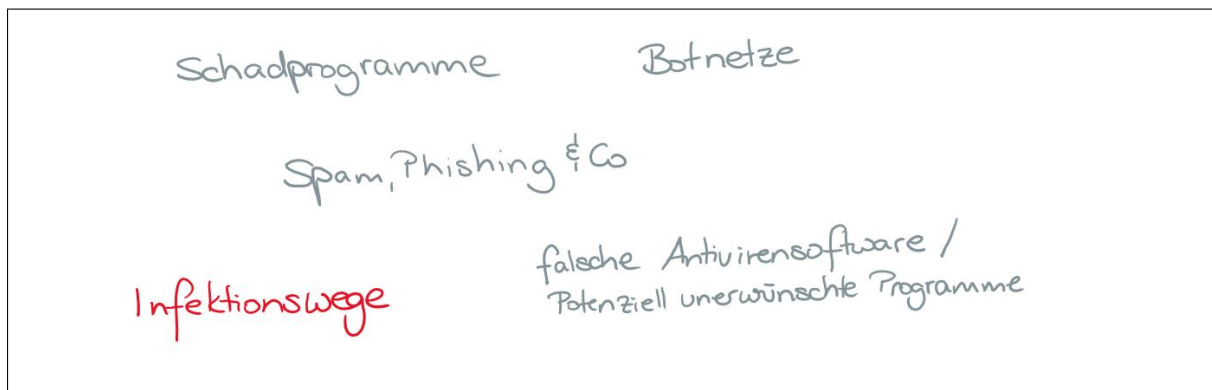 Schadprogramme
Botnetze
Spam, Phishing & Co
falsche Antivirensoftware /
Potenziell unerwünschte Programme
Infektionswege